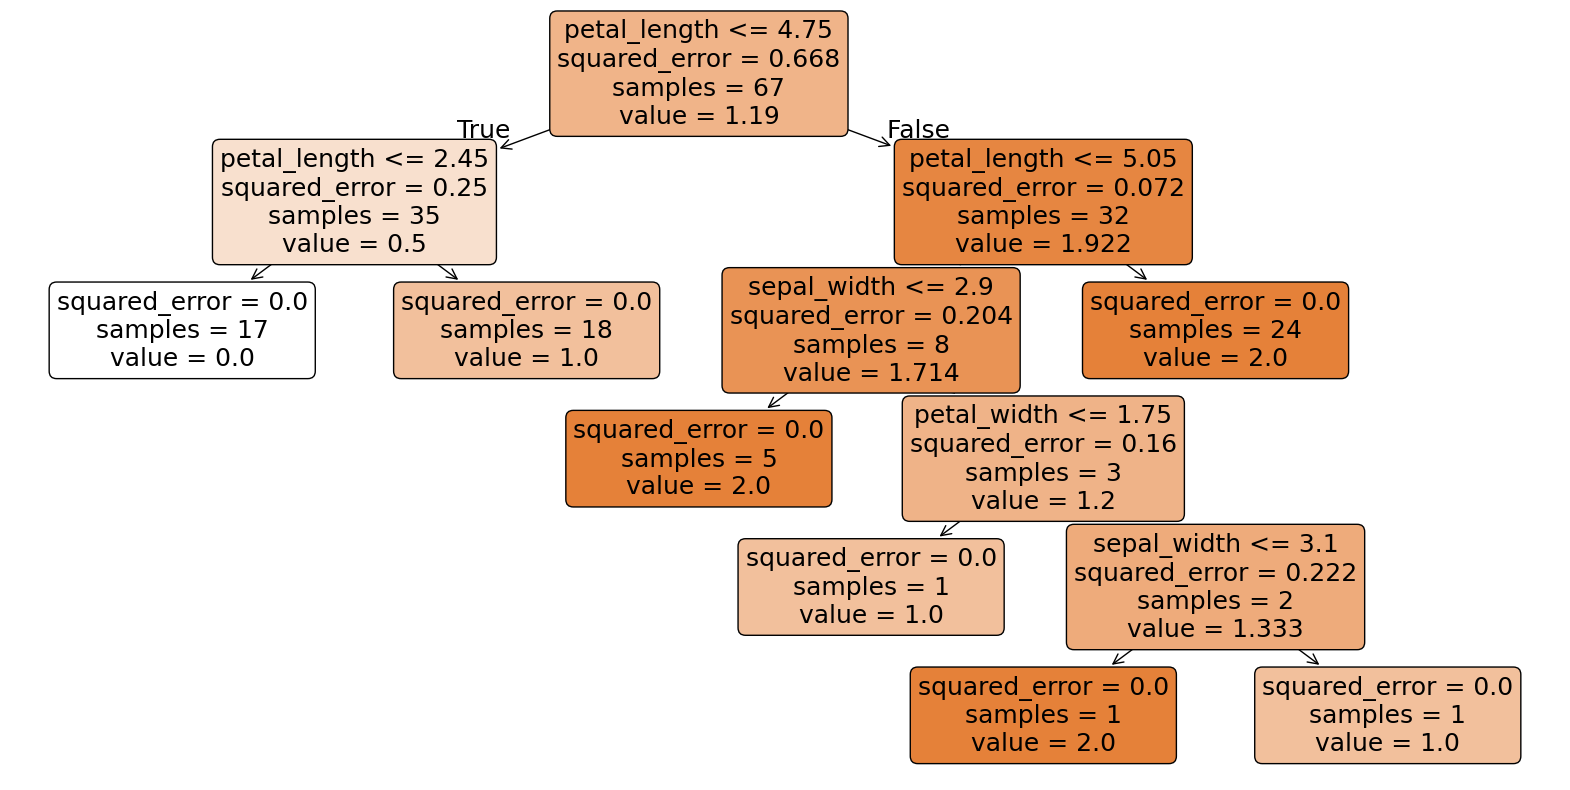 petal_length <= 4.75
squared_error = 0.668
samples = 67
value = 1.19
True
False
petal_length <= 2.45
squared_error = 0.25
samples = 35
value = 0.5
petal_length <= 5.05
squared_error = 0.072
samples = 32
value = 1.922
squared_error = 0.0
samples = 17
value = 0.0
squared_error = 0.0
samples = 18
value = 1.0
sepal_width <= 2.9
squared_error = 0.204
samples = 8
value = 1.714
squared_error = 0.0
samples = 24
value = 2.0
squared_error = 0.0
samples = 5
value = 2.0
petal_width <= 1.75
squared_error = 0.16
samples = 3
value = 1.2
squared_error = 0.0
samples = 1
value = 1.0
sepal_width <= 3.1
squared_error = 0.222
samples = 2
value = 1.333
squared_error = 0.0
samples = 1
value = 2.0
squared_error = 0.0
samples = 1
value = 1.0